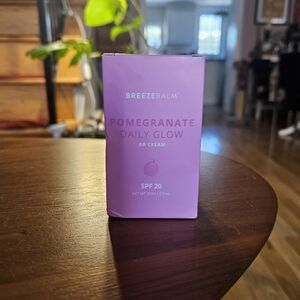 BREEZEBALM
POMEGRANATE
DAILY GLOW
BB CREAM
SPF 20